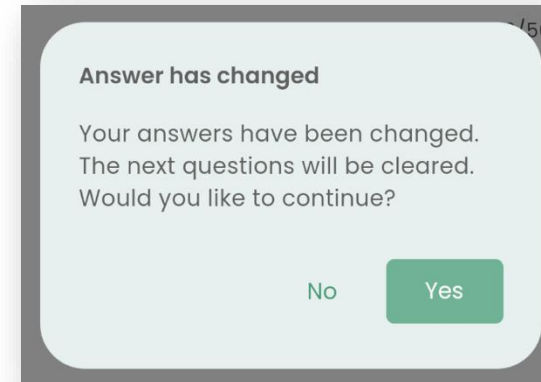 Answer has changed
Your answers have been changed.
The next questions will be cleared.
Would you like to continue?
No
Yes